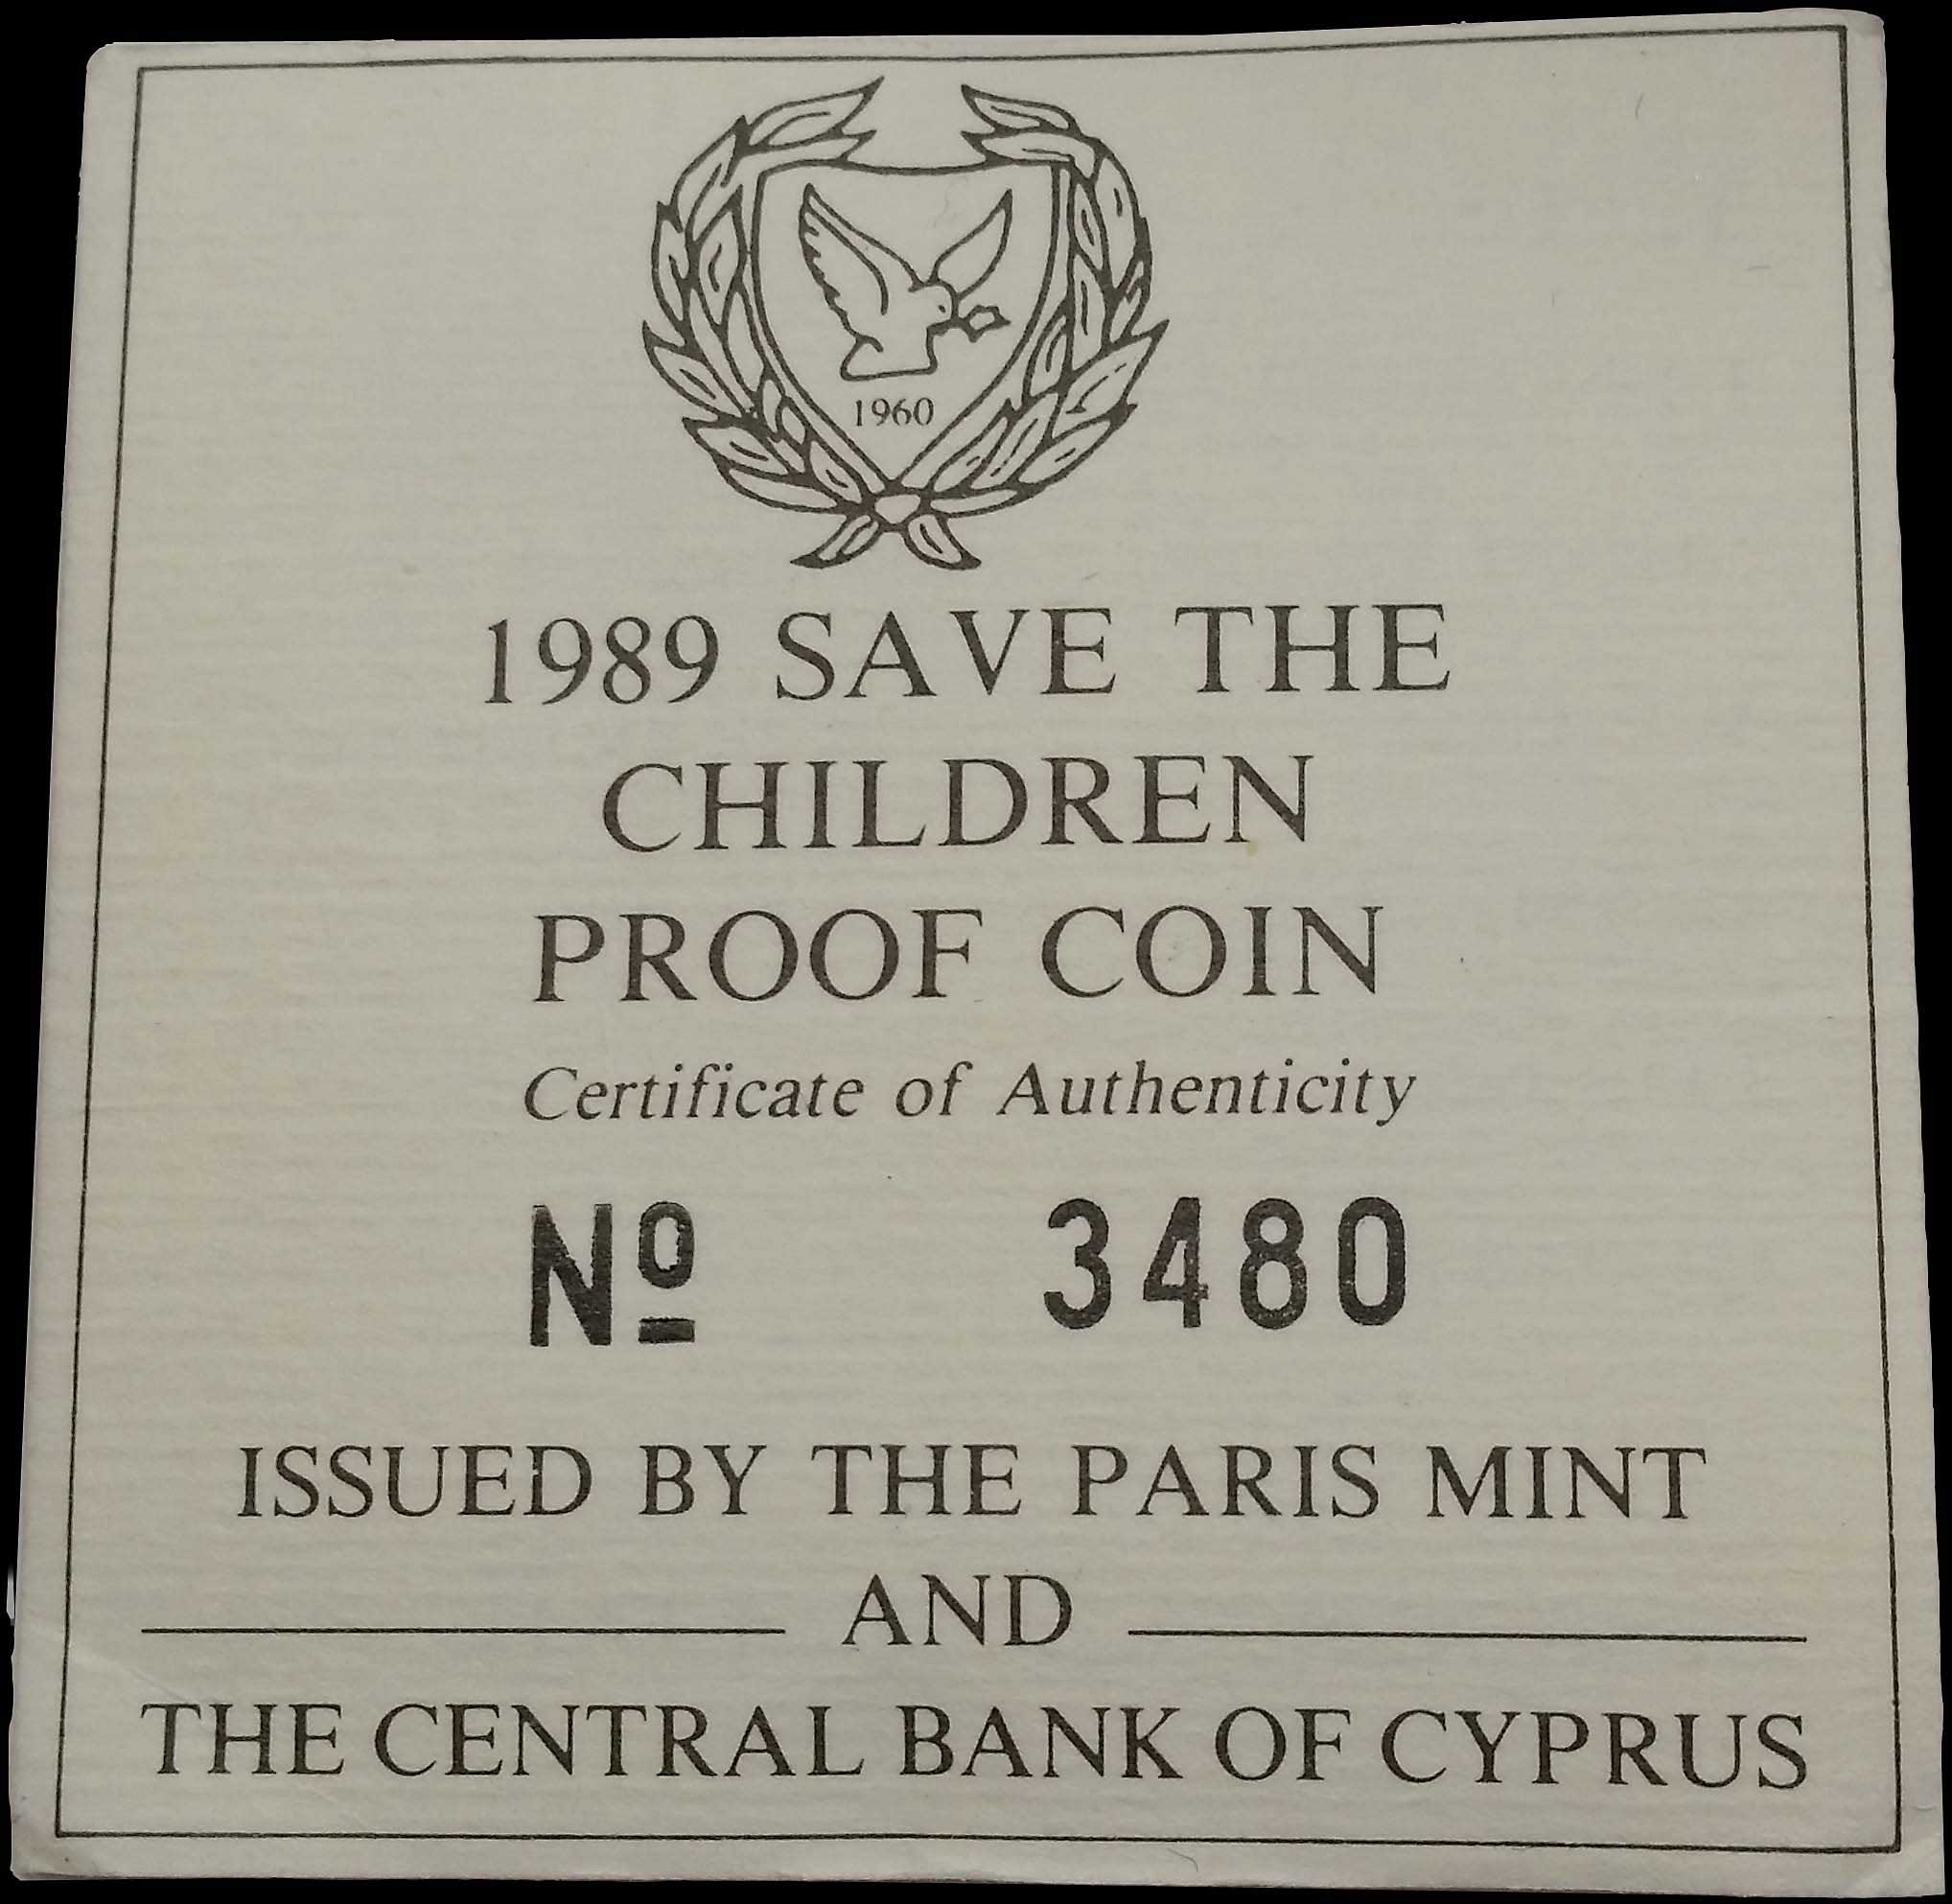 1960
1989 SAVE THE
CHILDREN
PROOF COIN
Certificate of Authenticity
Nº 3480
ISSUED BY THE PARIS MINT
AND
THE CENTRAL BANK OF CYPRUS